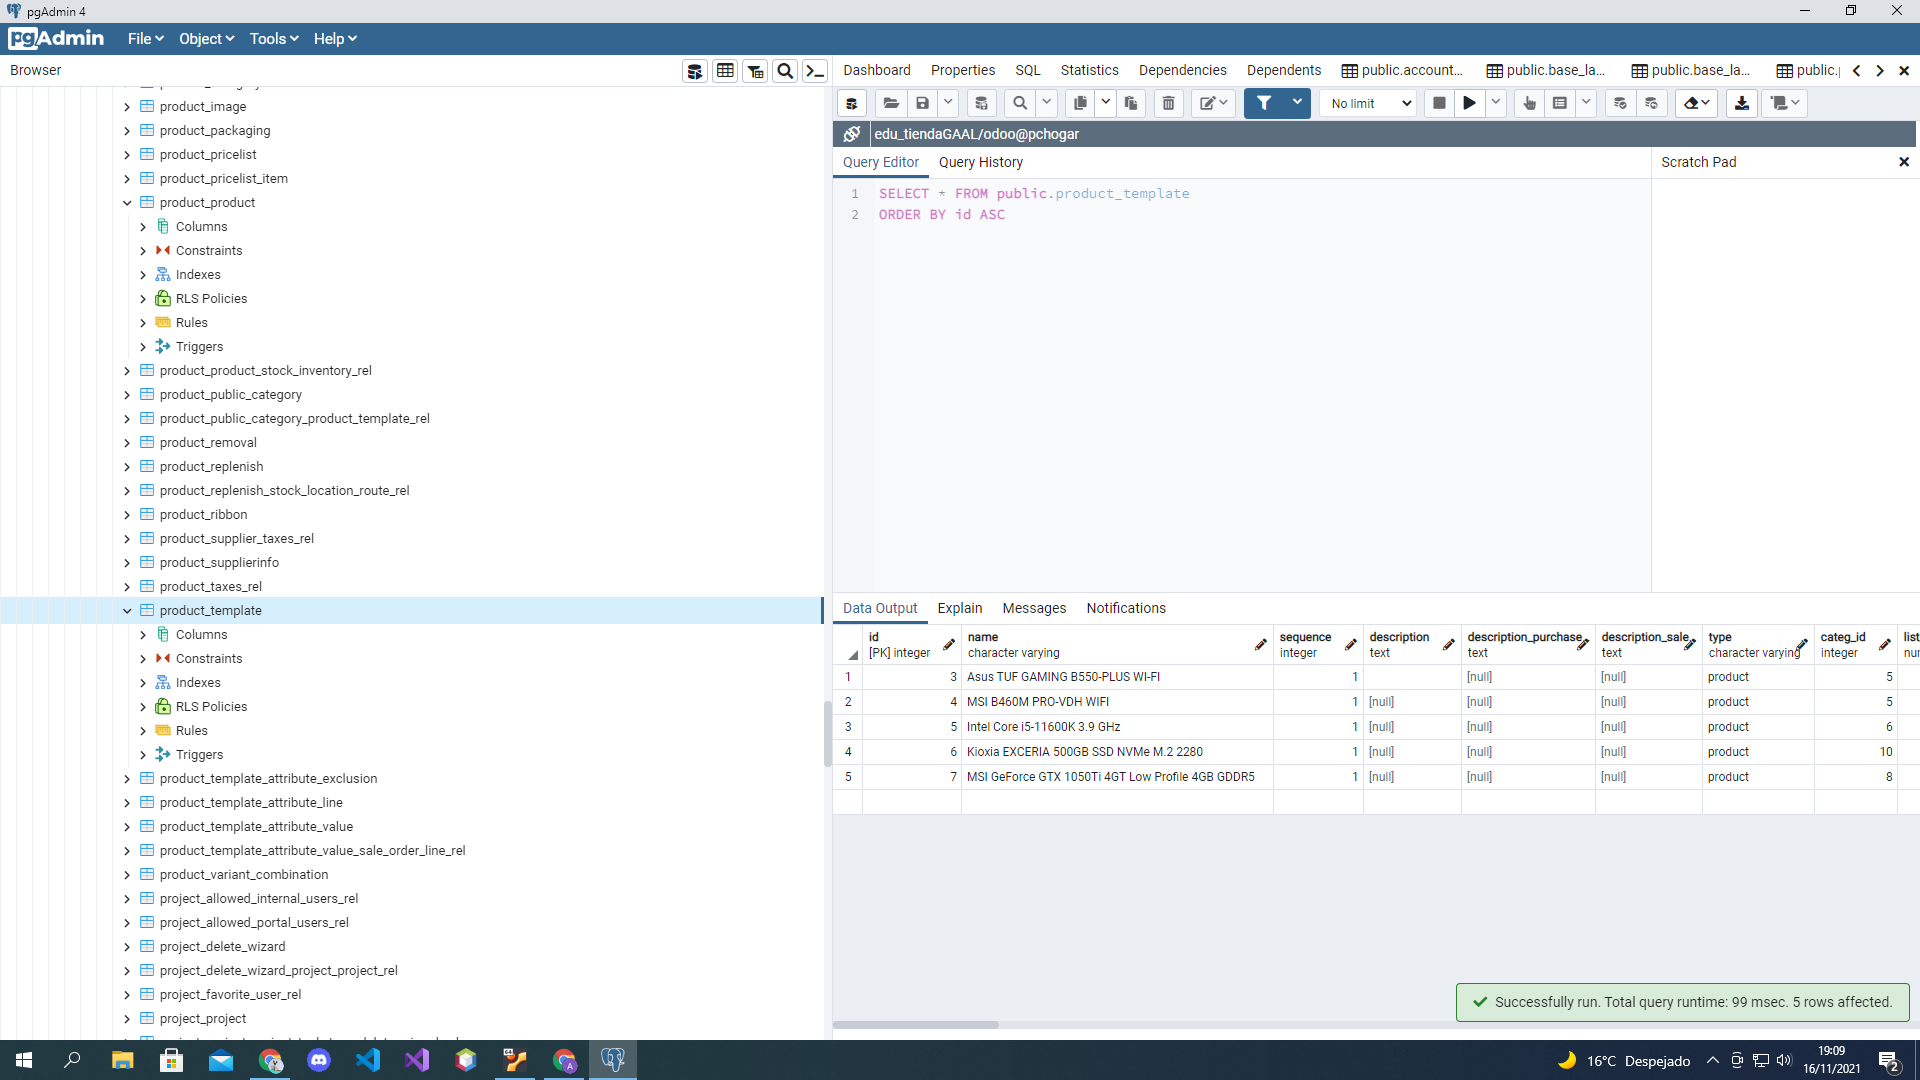 pgAdmin 4
pgAdmin File Object Tools Help
Browser
product_image
product_packaging
product_pricelist
product_pricelist_item
product_product
Columns
Constraints
Indexes
RLS Policies
Rules
Triggers
product_product_stock_inventory_rel
product_public_category
product_public_category_product_template_rel
product_removal
product_replenish
product_replenish_stock_location_route_rel
product_ribbon
product_supplier_taxes_rel
product_supplierinfo
product_taxes_rel
product_template
Columns
Constraints
Indexes
RLS Policies
Rules
Triggers
product_template_attribute_exclusion
product_template_attribute_line
product_template_attribute_value
product_template_attribute_value_sale_order_line_rel
product_variant_combination
project_allowed_internal_users_rel
project_allowed_portal_users_rel
project_delete_wizard
project_delete_wizard_project_project_rel
project_favorite_user_rel
project_project
Dashboard Properties SQL Statistics Dependencies Dependents public.account... public.base_la... public.base_la... public.
No limit
edu_tiendaGAAL/odoo@pchogar
Query Editor Query History
1 SELECT * FROM public.product_template
2 ORDER BY id ASC
Scratch Pad
Data Output Explain Messages Notifications
id name sequence description description_purchase description_sale type categ_id list
[PK] integer character varying integer text text text character varying integer nu
1 3 Asus TUF GAMING B550-PLUS WI-FI 1 [null] [null] product 5
2 4 MSI B460M PRO-VDH WIFI 1 [null] [null] [null] product 5
3 5 Intel Core i5-11600K 3.9 GHz 1 [null] [null] [null] product 6
4 6 Kioxia EXCERIA 500GB SSD NVMe M.2 2280 1 [null] [null] [null] product 10
5 7 MSI GeForce GTX 1050Ti 4GT Low Profile 4GB GDDR5 1 [null] [null] [null] product 8
Successfully run. Total query runtime: 99 msec. 5 rows affected.
16°C Despejado
19:09
16/11/2021
2